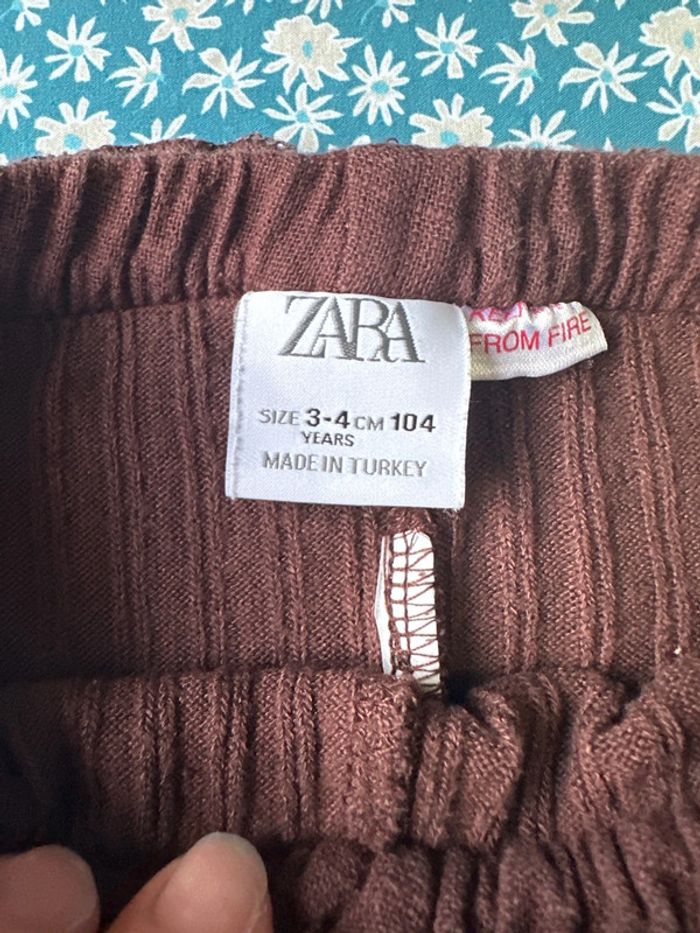 ZARA
SIZE 3-4 CM 104
YEARS
MADE IN TURKEY
FROM FIRE